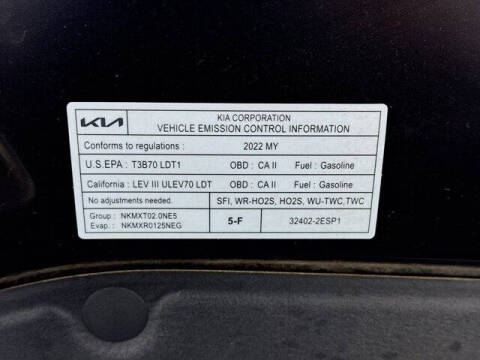 KIA
KIA CORPORATION
VEHICLE EMISSION CONTROL INFORMATION
Conforms to regulations : 2022 MY
U.S.EPA : T3B70 LDT1 OBD : CA II Fuel : Gasoline
California : LEV III ULEV70 LDT OBD : CA II Fuel : Gasoline
No adjustments needed. SFI, WR-HO2S, HO2S, WU-TWC,TWC
Group : NKMXT02.0NE5 5-F 32402-2ESP1
Evap. : NKMXR0125NEG